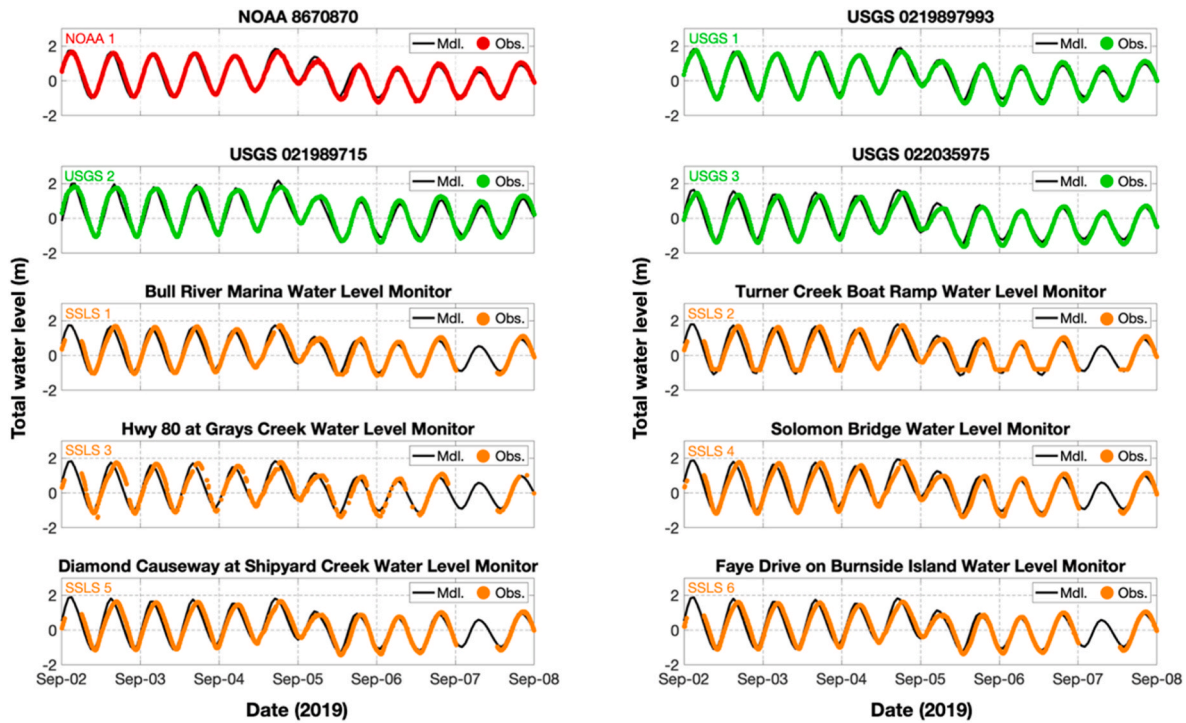 NOAA 8670870
NOAA 1
Mdl. Obs.
2
0
-2
USGS 0219897993
USGS 1
Mdl. Obs.
2
0
-2
USGS 021989715
USGS 2
Mdl. Obs.
2
0
-2
USGS 022035975
USGS 3
Mdl. Obs.
2
0
-2
Bull River Marina Water Level Monitor
SSLS 1
Mdl. Obs.
2
0
-2
Turner Creek Boat Ramp Water Level Monitor
SSLS 2
Mdl. Obs.
2
0
-2
Hwy 80 at Grays Creek Water Level Monitor
SSLS 3
Mdl. Obs.
2
0
-2
Solomon Bridge Water Level Monitor
SSLS 4
Mdl. Obs.
2
0
-2
Diamond Causeway at Shipyard Creek Water Level Monitor
SSLS 5
Mdl. Obs.
2
0
-2
Sep-02 Sep-03 Sep-04 Sep-05 Sep-06 Sep-07 Sep-08
Faye Drive on Burnside Island Water Level Monitor
SSLS 6
Mdl. Obs.
2
0
-2
Sep-02 Sep-03 Sep-04 Sep-05 Sep-06 Sep-07 Sep-08
Total water level (m)
Total water level (m)
Date (2019)
Date (2019)